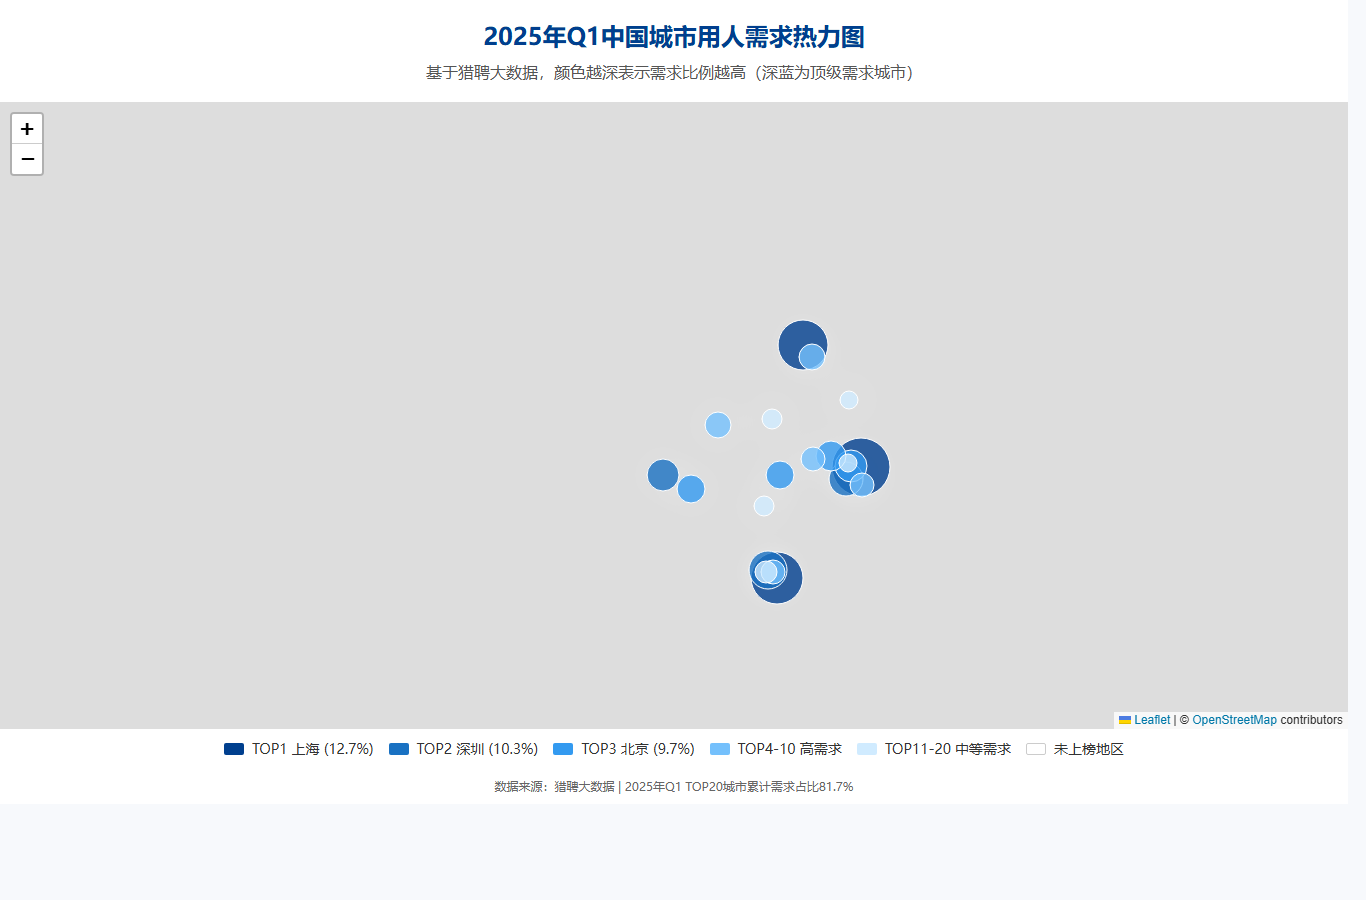 2025年Q1中国城市用人需求热力图
基于猎聘大数据，颜色越深表示需求比例越高（深蓝为顶级需求城市）
+
−
Leaflet | © OpenStreetMap contributors
TOP1 上海 (12.7%) TOP2 深圳 (10.3%) TOP3 北京 (9.7%) TOP4-10 高需求 TOP11-20 中等需求 未上榜地区
数据来源：猎聘大数据 | 2025年Q1 TOP20城市累计需求占比81.7%